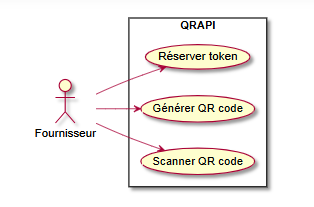 QRAPI
Réserver token
Générer QR code
Fournisseur
Scanner QR code